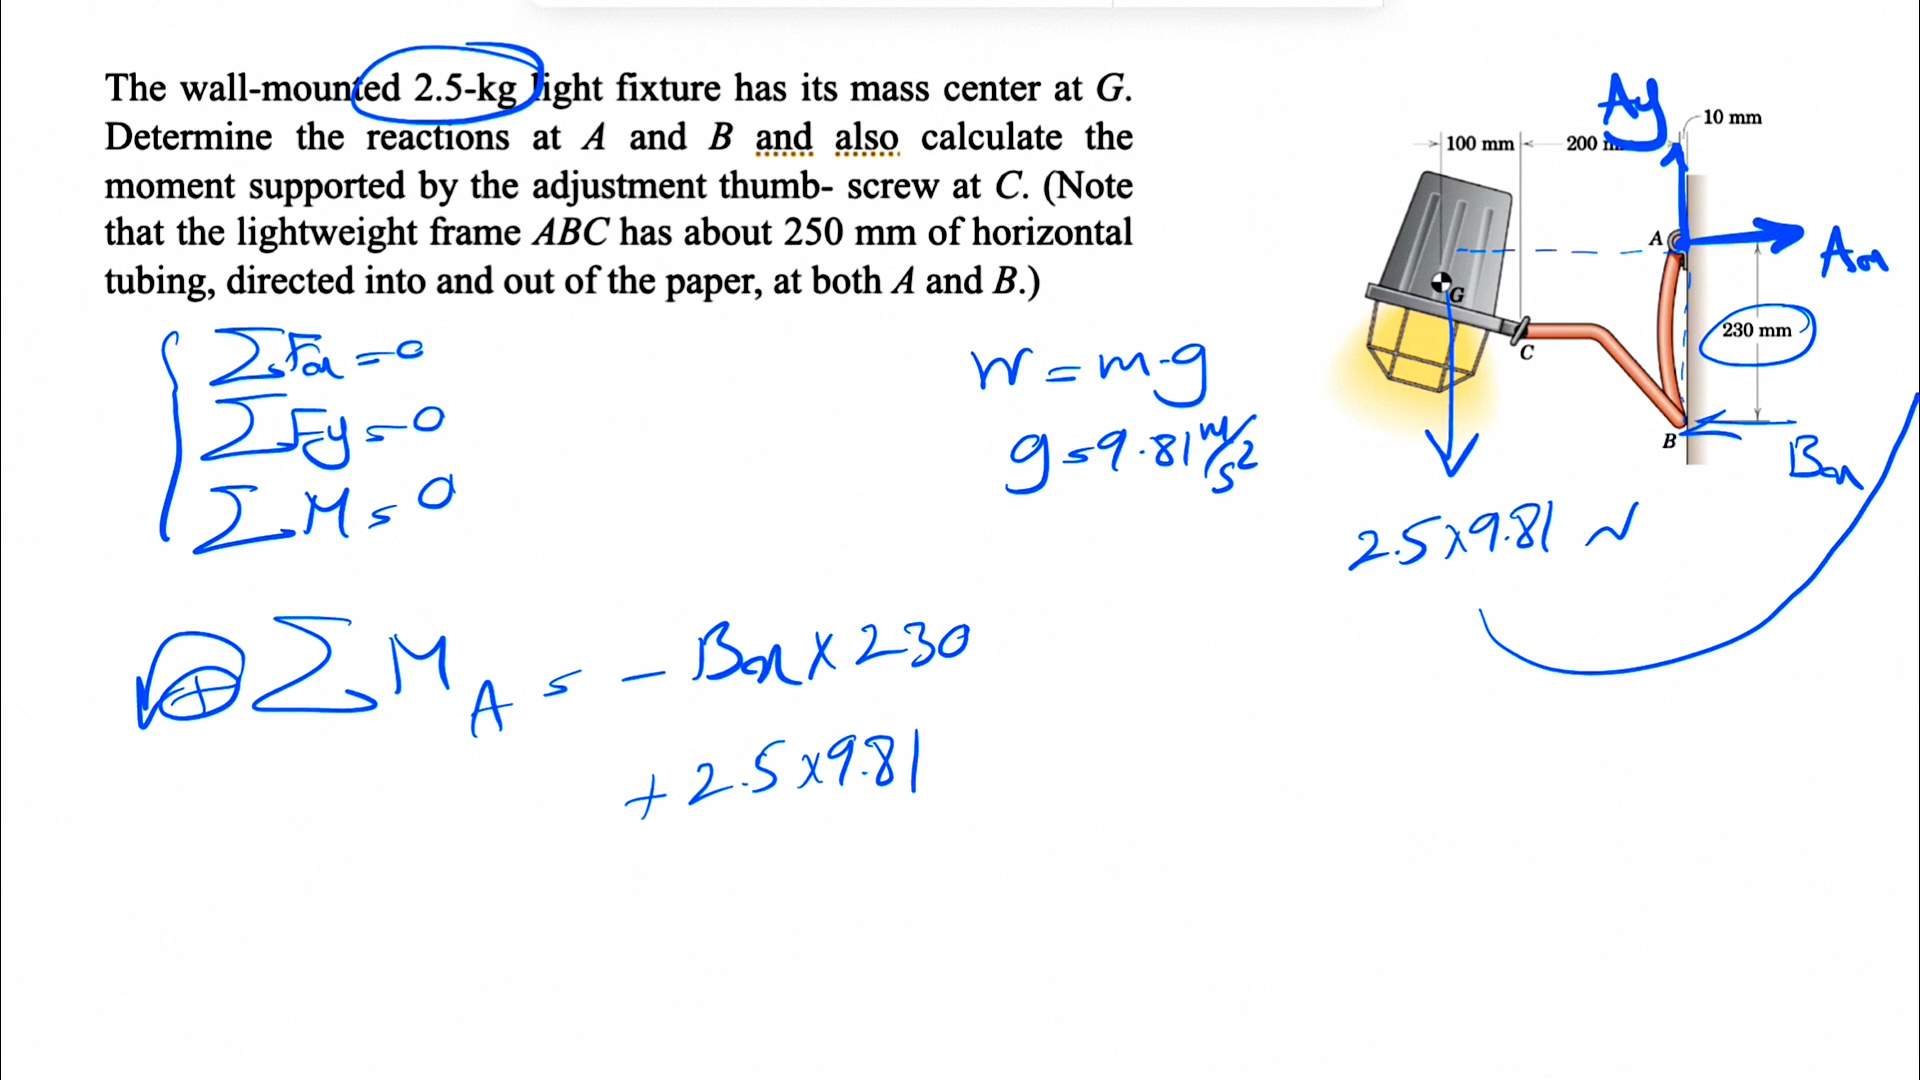 The wall-mounted 2.5-kg light fixture has its mass center at G.
Determine the reactions at A and B and also calculate the
moment supported by the adjustment thumb- screw at C. (Note
that the lightweight frame ABC has about 250 mm of horizontal
tubing, directed into and out of the paper, at both A and B.)
Ay
10 mm
100 mm
200
A
Ax
G
230 mm
C
B
Bx
ΣFx = 0
ΣFy = 0
ΣM = 0
W = m·g
g = 9.81 m/s2
2.5×9.81 N
+ ΣMA = - Bx × 230
+ 2.5×9.81